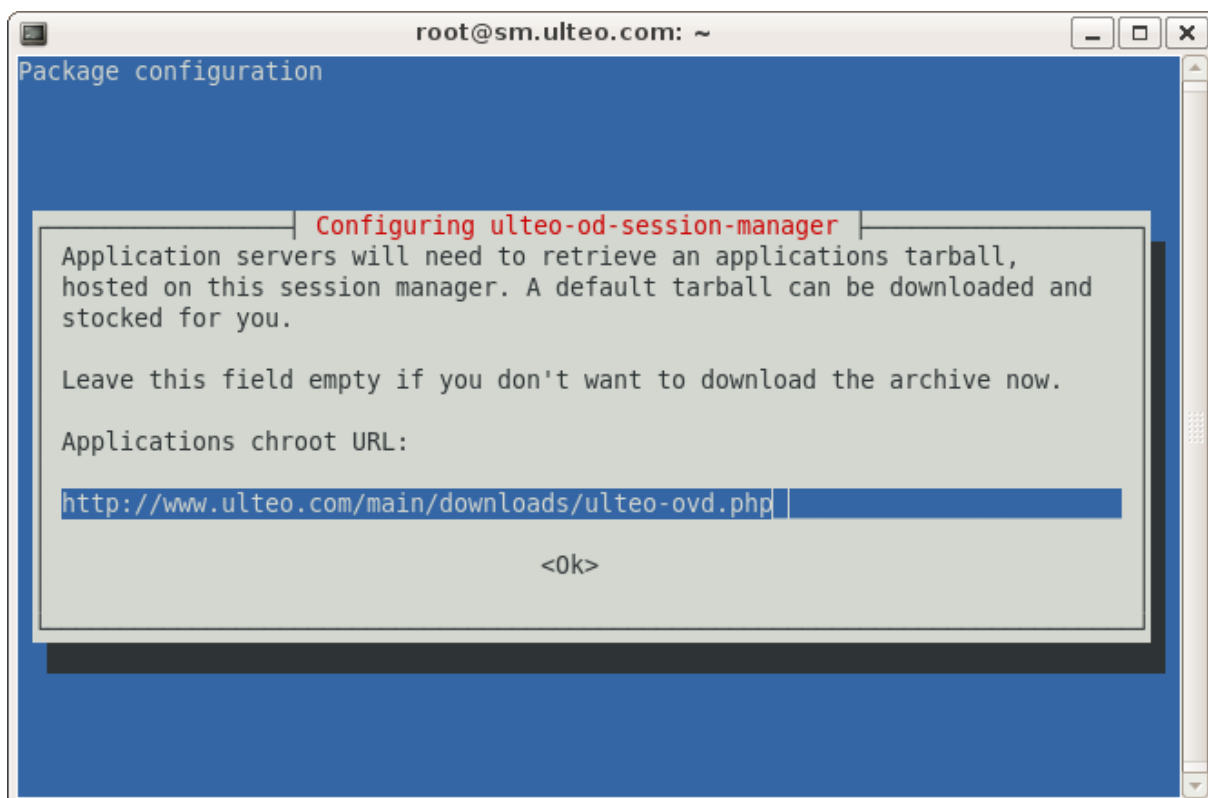 root@sm.ulteo.com: ~
Package configuration
Configuring ulteo-od-session-manager
Application servers will need to retrieve an applications tarball,
hosted on this session manager. A default tarball can be downloaded and
stocked for you.
Leave this field empty if you don't want to download the archive now.
Applications chroot URL:
http://www.ulteo.com/main/downloads/ulteo-ovd.php
<Ok>